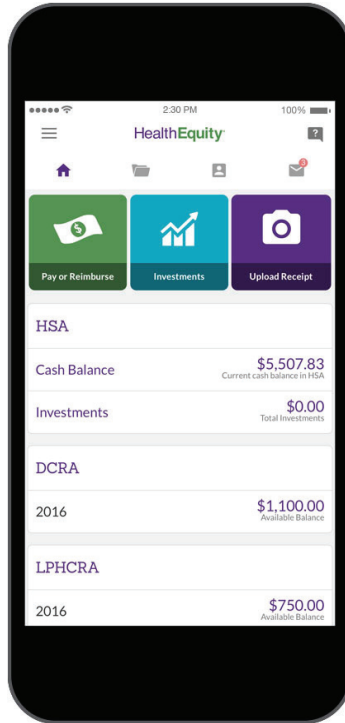 2:30 PM
100%
HealthEquity
?
3
$
Pay or Reimburse
Investments
Upload Receipt
HSA
Cash Balance
$5,507.83
Current cash balance in HSA
Investments
$0.00
Total Investments
DCRA
2016
$1,100.00
Available Balance
LPHCRA
2016
$750.00
Available Balance